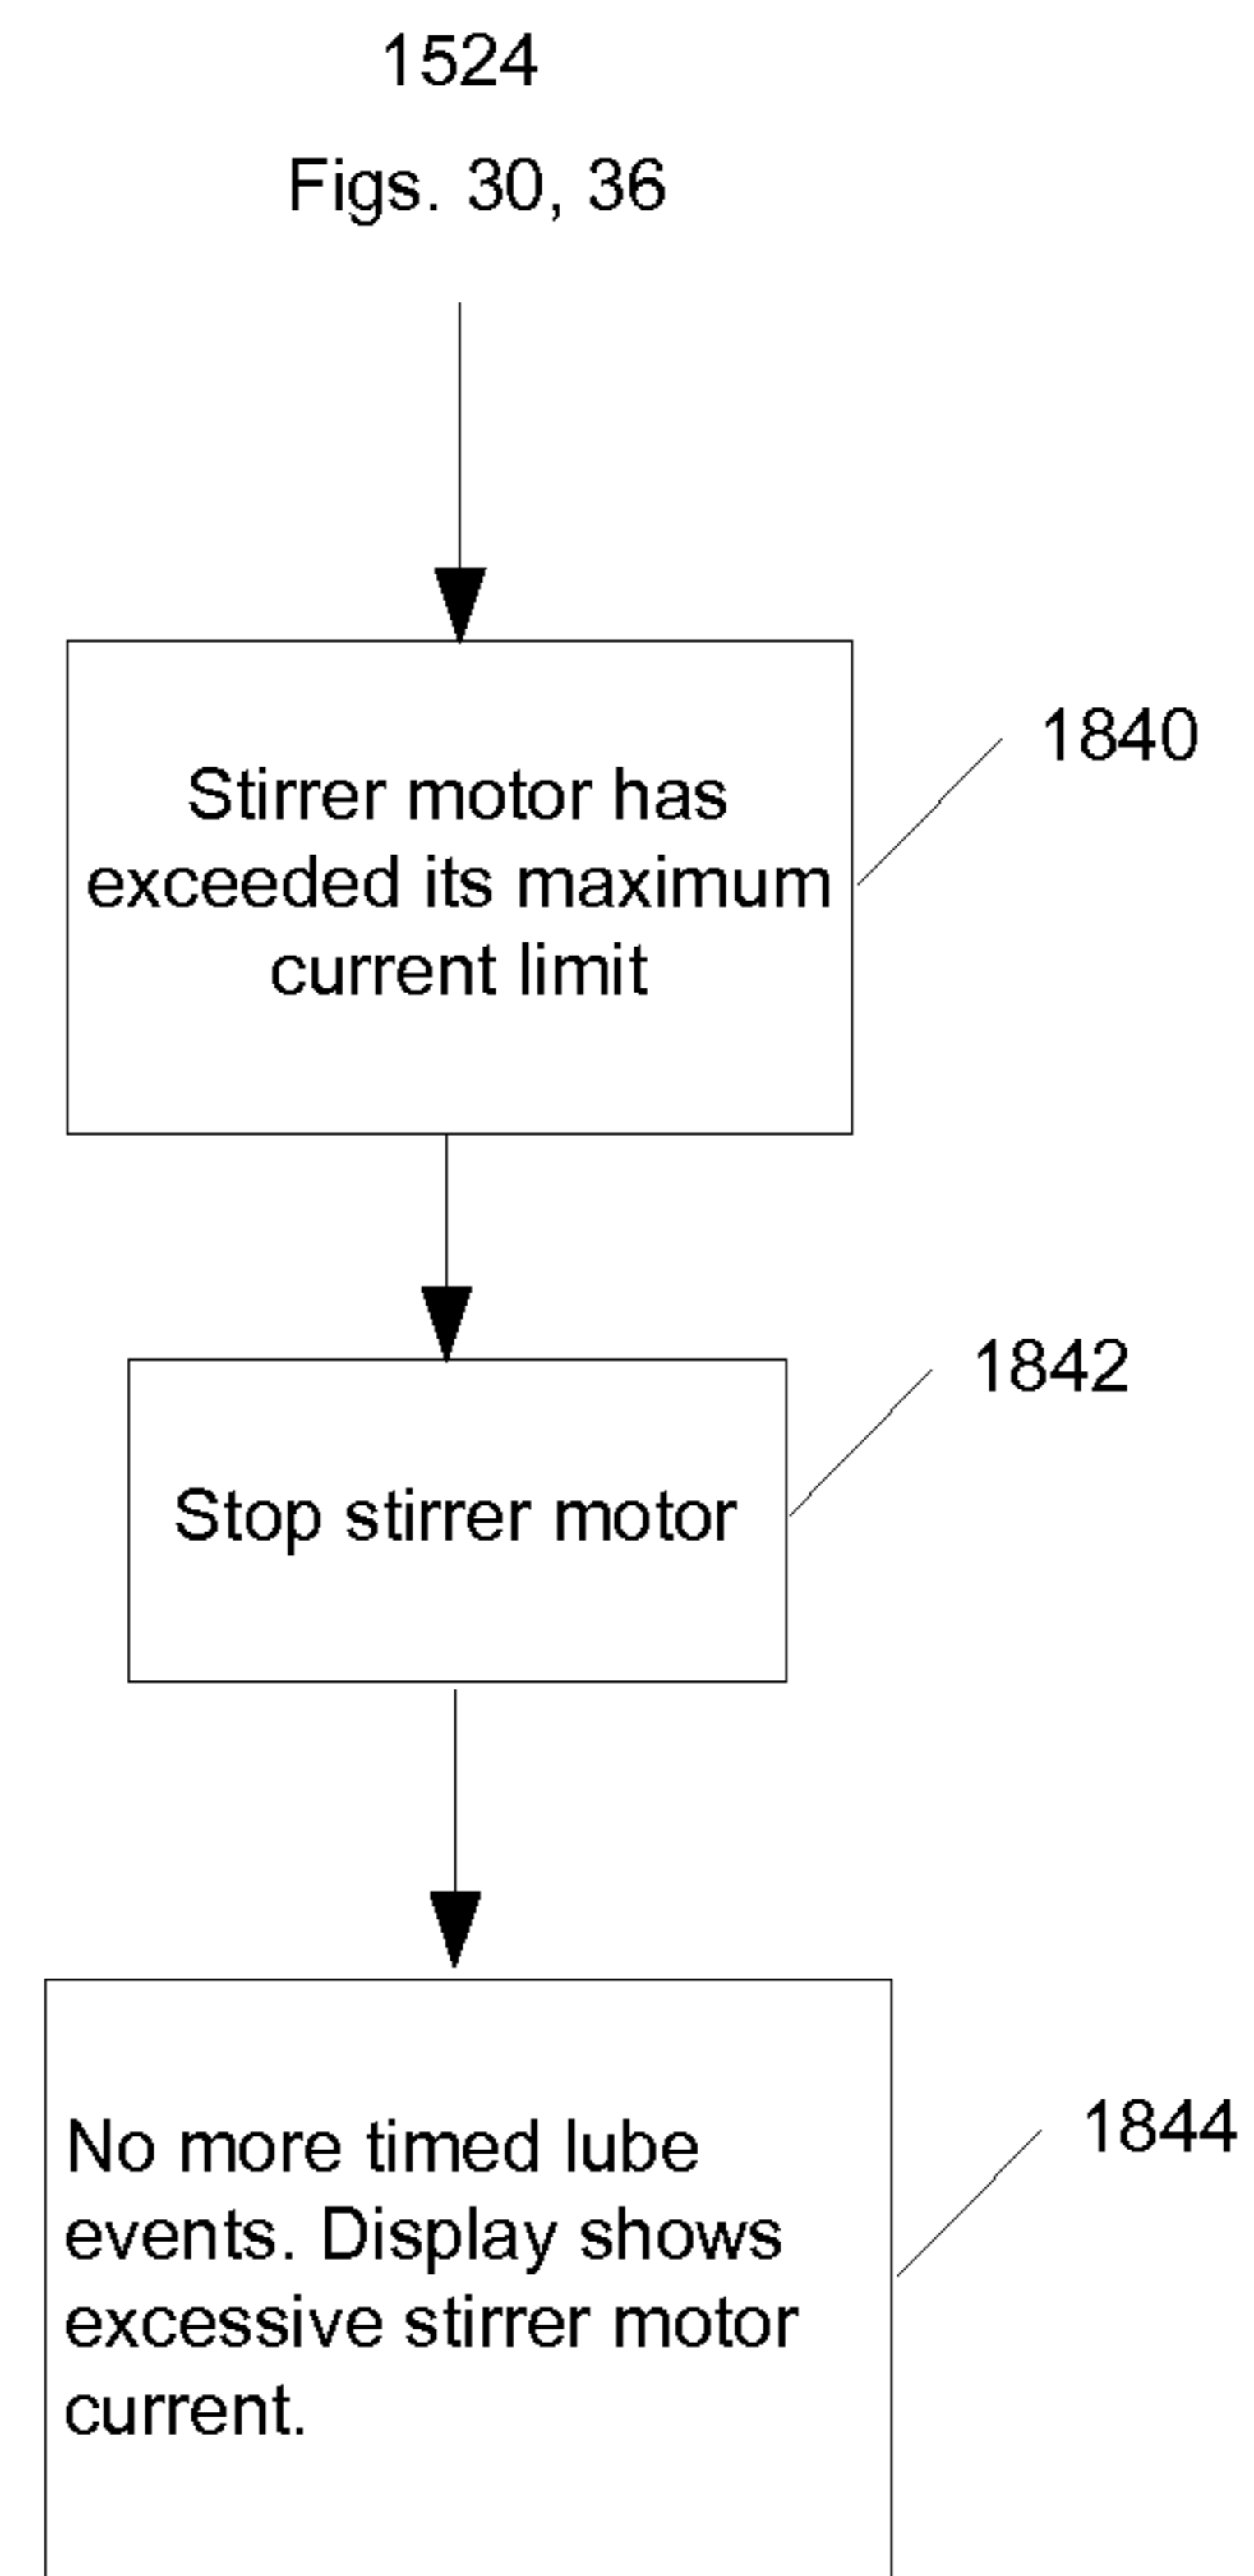 1524
Figs. 30, 36
1840
Stirrer motor has
exceeded its maximum
current limit
1842
Stop stirrer motor
1844
No more timed lube
events. Display shows
excessive stirrer motor
current.